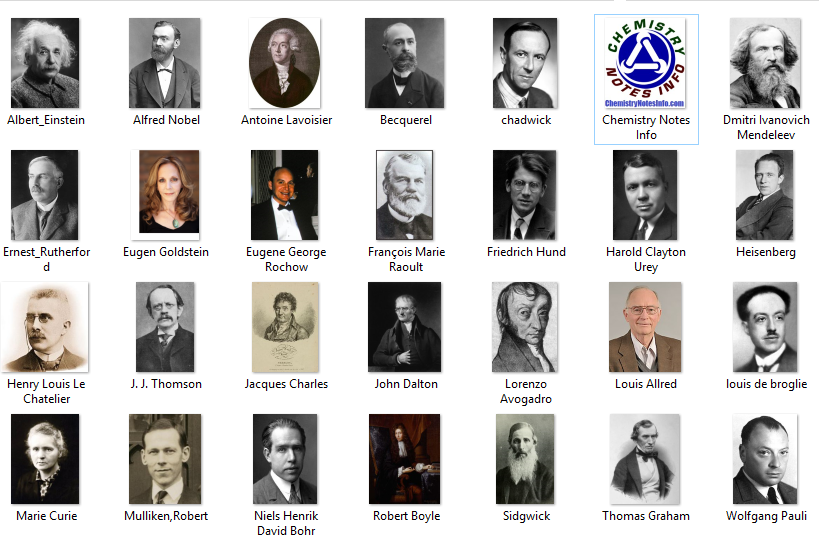 CHEMISTRY
NOTES INFO
ChemistryNotesInfo.com
Albert_Einstein
Alfred Nobel
Antoine Lavoisier
Becquerel
chadwick
Chemistry Notes
Info
Dmitri Ivanovich
Mendeleev
Ernest_Rutherfor
d
Eugen Goldstein
Eugene George
Rochow
François Marie
Raoult
Friedrich Hund
Harold Clayton
Urey
Heisenberg
Henry Louis Le
Chatelier
J. J. Thomson
Jacques Charles
John Dalton
Lorenzo
Avogadro
Louis Allred
louis de broglie
Marie Curie
Mulliken,Robert
Niels Henrik
David Bohr
Robert Boyle
Sidgwick
Thomas Graham
Wolfgang Pauli